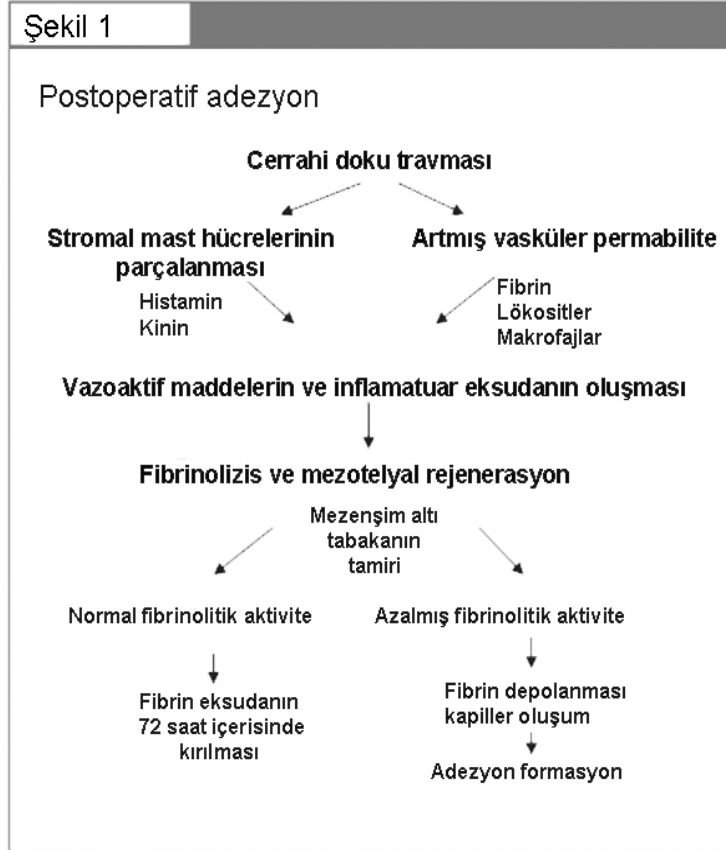 Şekil 1
Postoperatif adezyon
Cerrahi doku travması
Stromal mast hücrelerinin
parçalanması
Histamin
Kinin
Artmış vasküler permabilite
Fibrin
Lökositler
Makrofajlar
Vazoaktif maddelerin ve inflamatuar eksudanın oluşması
Fibrinolizis ve mezotelyal rejenerasyon
Mezenşim altı
tabakanın
tamiri
Normal fibrinolitik aktivite
Fibrin eksudanın
72 saat içerisinde
kırılması
Azalmış fibrinolitik aktivite
Fibrin depolanması
kapiller oluşum
Adezyon formasyon